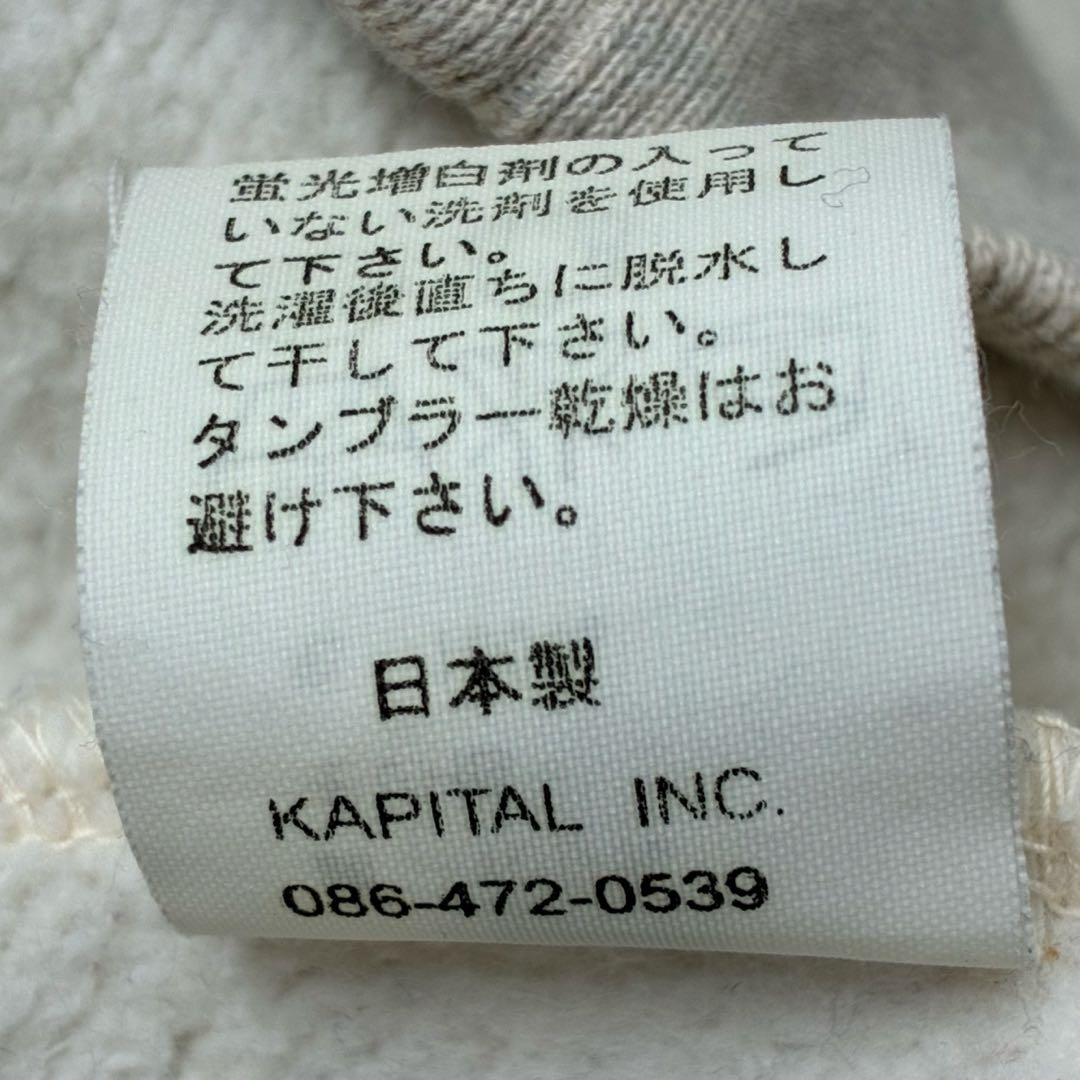 蛍光増白剤の入って
いない洗剤を使用し
て下さい。
洗濯後直ちに脱水し
て干して下さい。
タンブラー乾燥はお
避け下さい。
日本製
KAPITAL INC.
086-472-0539